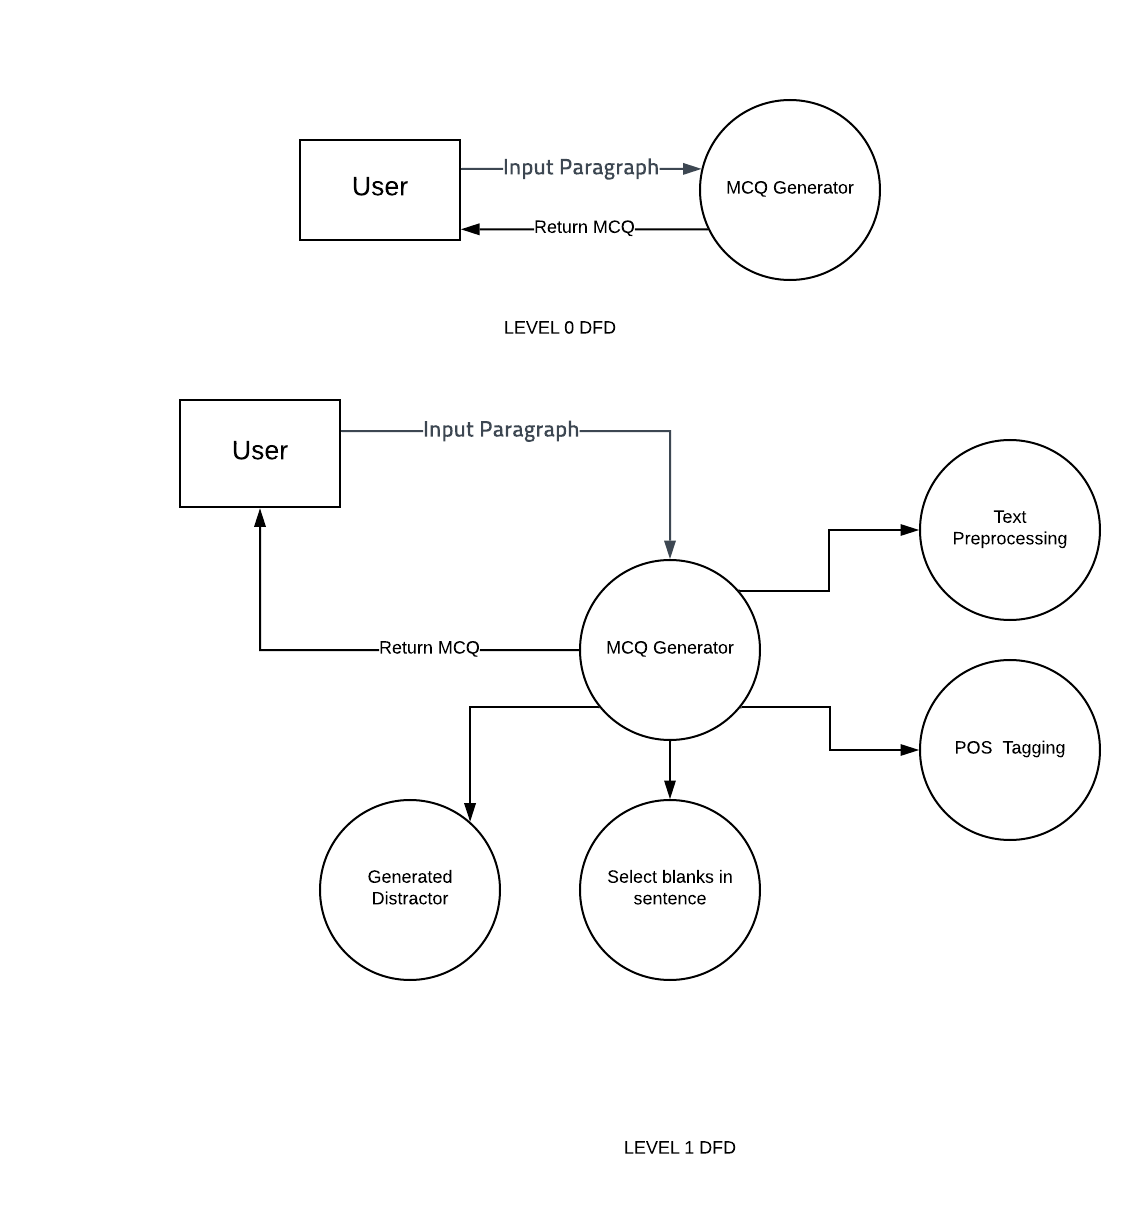 Input Paragraph
User
MCQ Generator
Return MCQ
LEVEL 0 DFD
Input Paragraph
User
Text
Preprocessing
Return MCQ
MCQ Generator
POS  Tagging
Generated
Distractor
Select blanks in
sentence
LEVEL 1 DFD